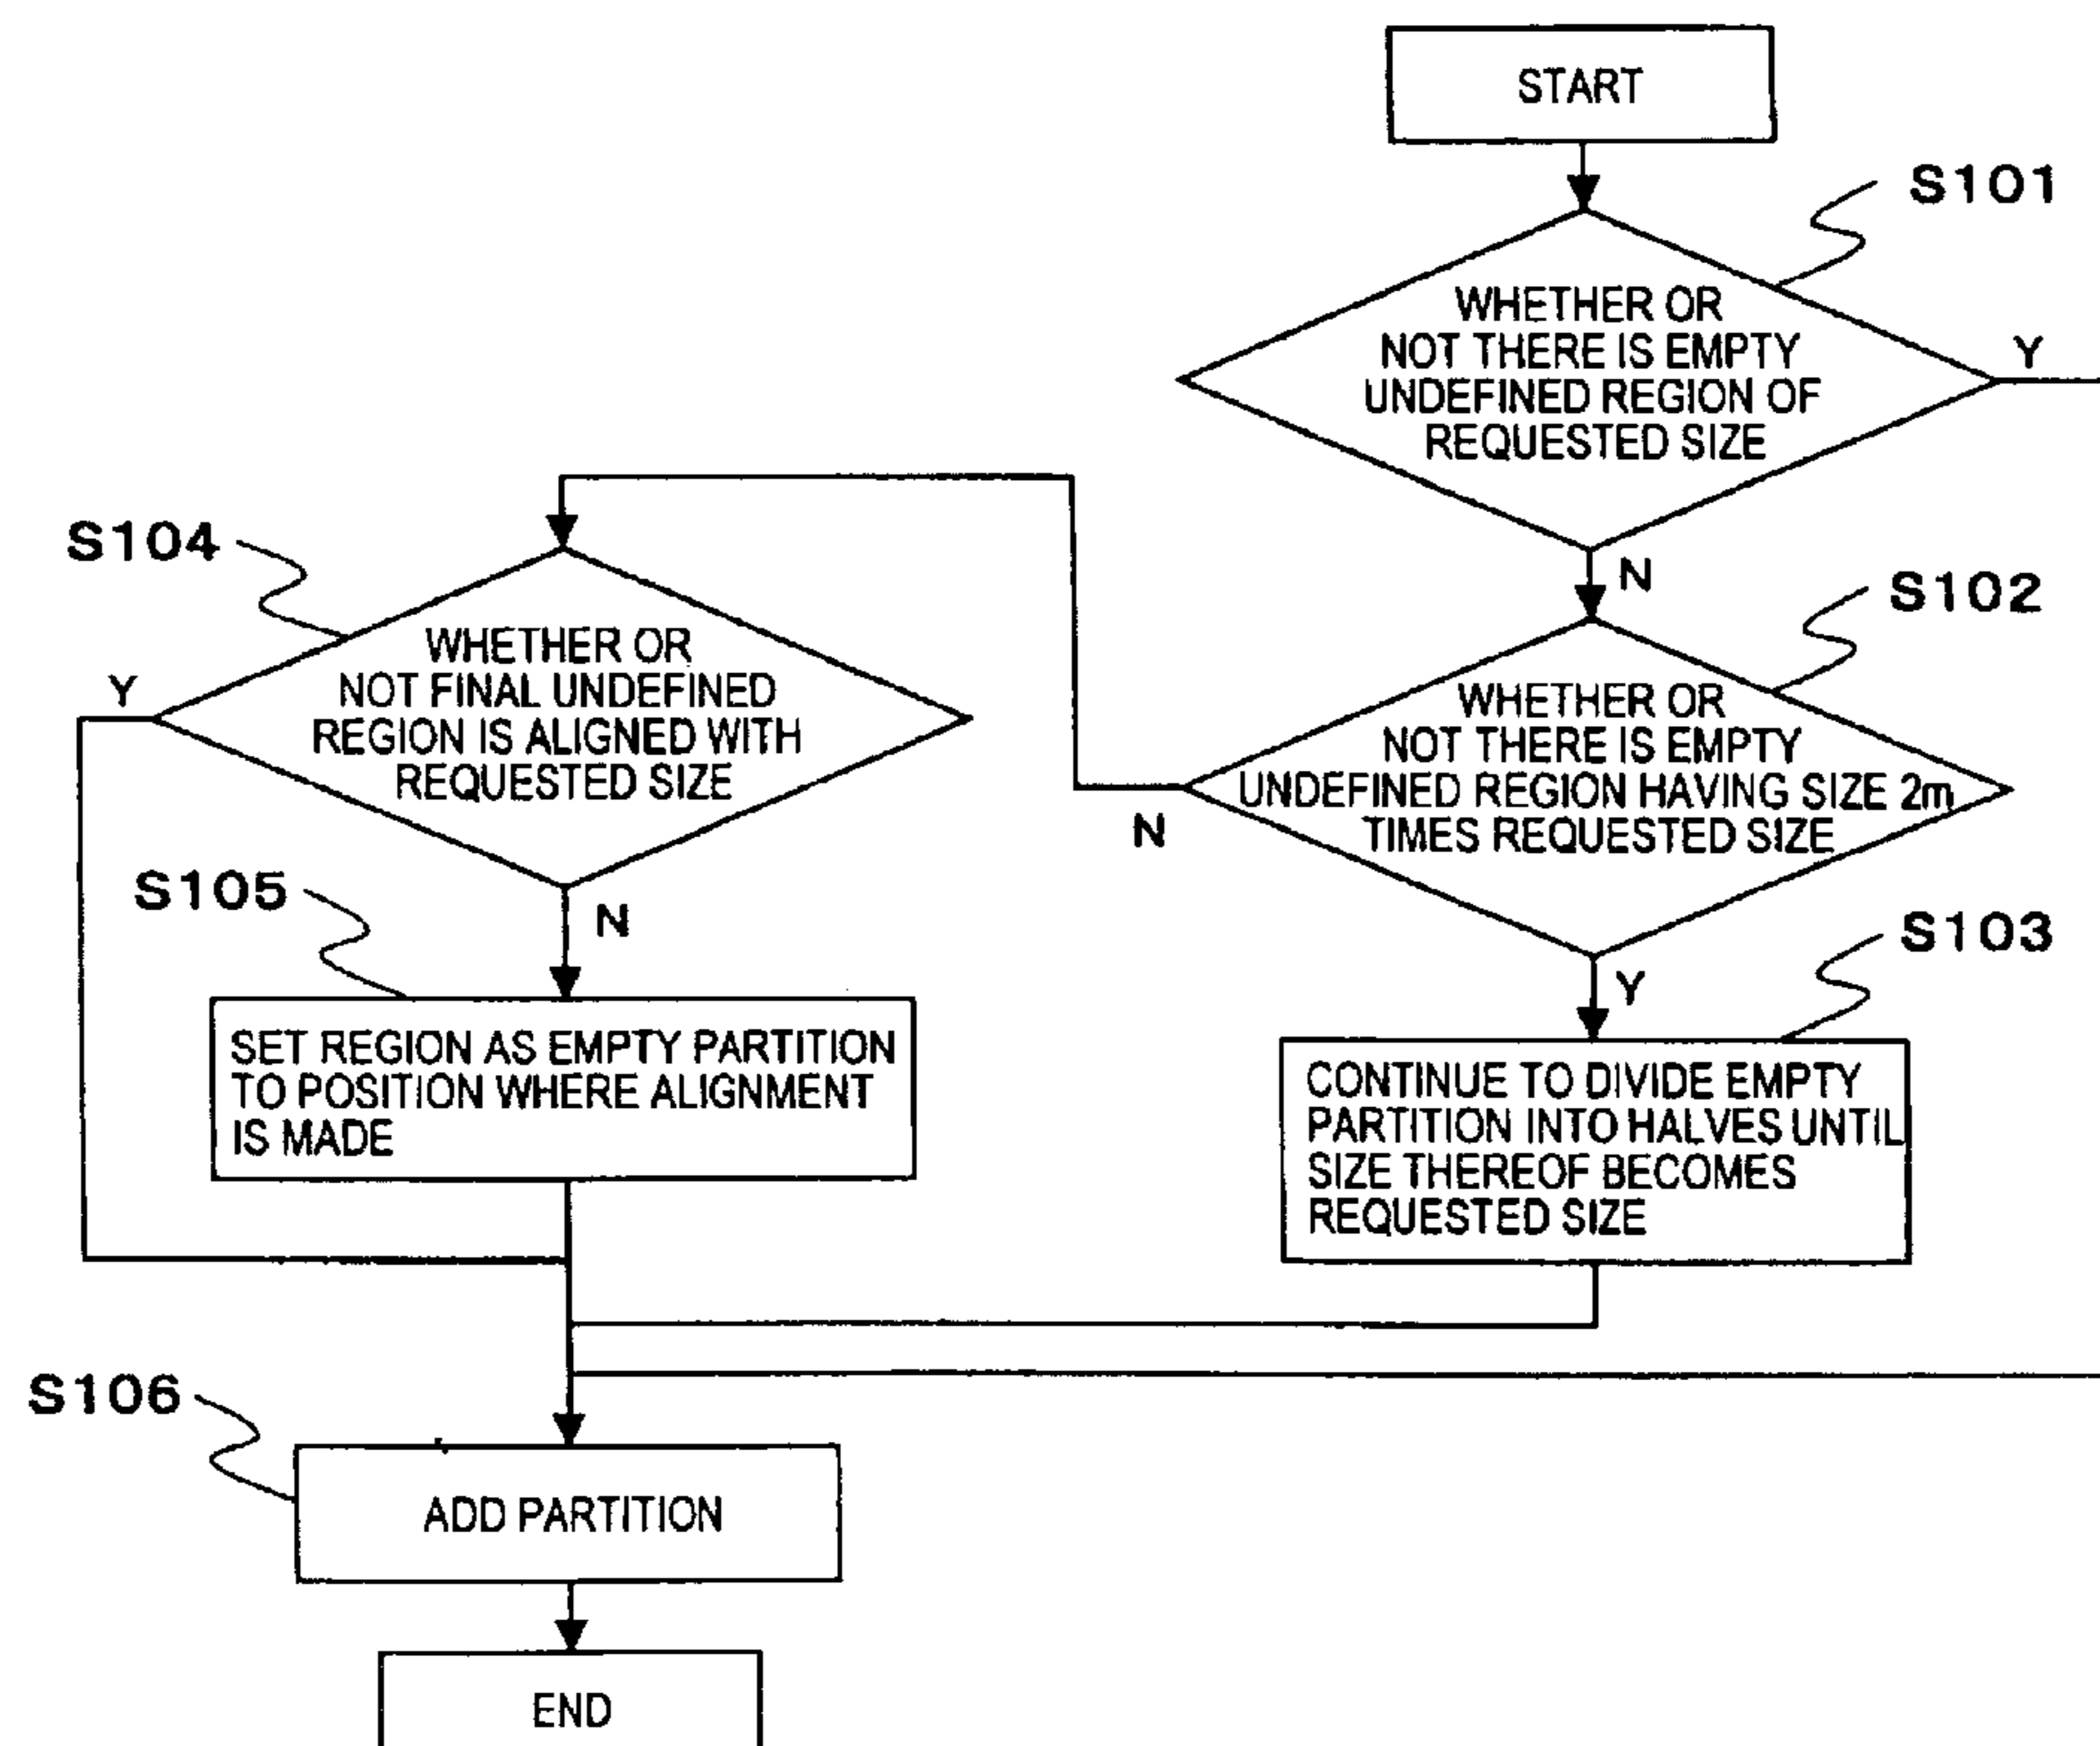 START
S101
WHETHER OR
NOT THERE IS EMPTY
UNDEFINED REGION OF
REQUESTED SIZE
Y
N
S102
WHETHER OR
NOT THERE IS EMPTY
UNDEFINED REGION HAVING SIZE 2m
TIMES REQUESTED SIZE
N
Y
S103
CONTINUE TO DIVIDE EMPTY
PARTITION INTO HALVES UNTIL
SIZE THEREOF BECOMES
REQUESTED SIZE
S104
WHETHER OR
NOT FINAL UNDEFINED
REGION IS ALIGNED WITH
REQUESTED SIZE
Y
N
S105
SET REGION AS EMPTY PARTITION
TO POSITION WHERE ALIGNMENT
IS MADE
S106
ADD PARTITION
END